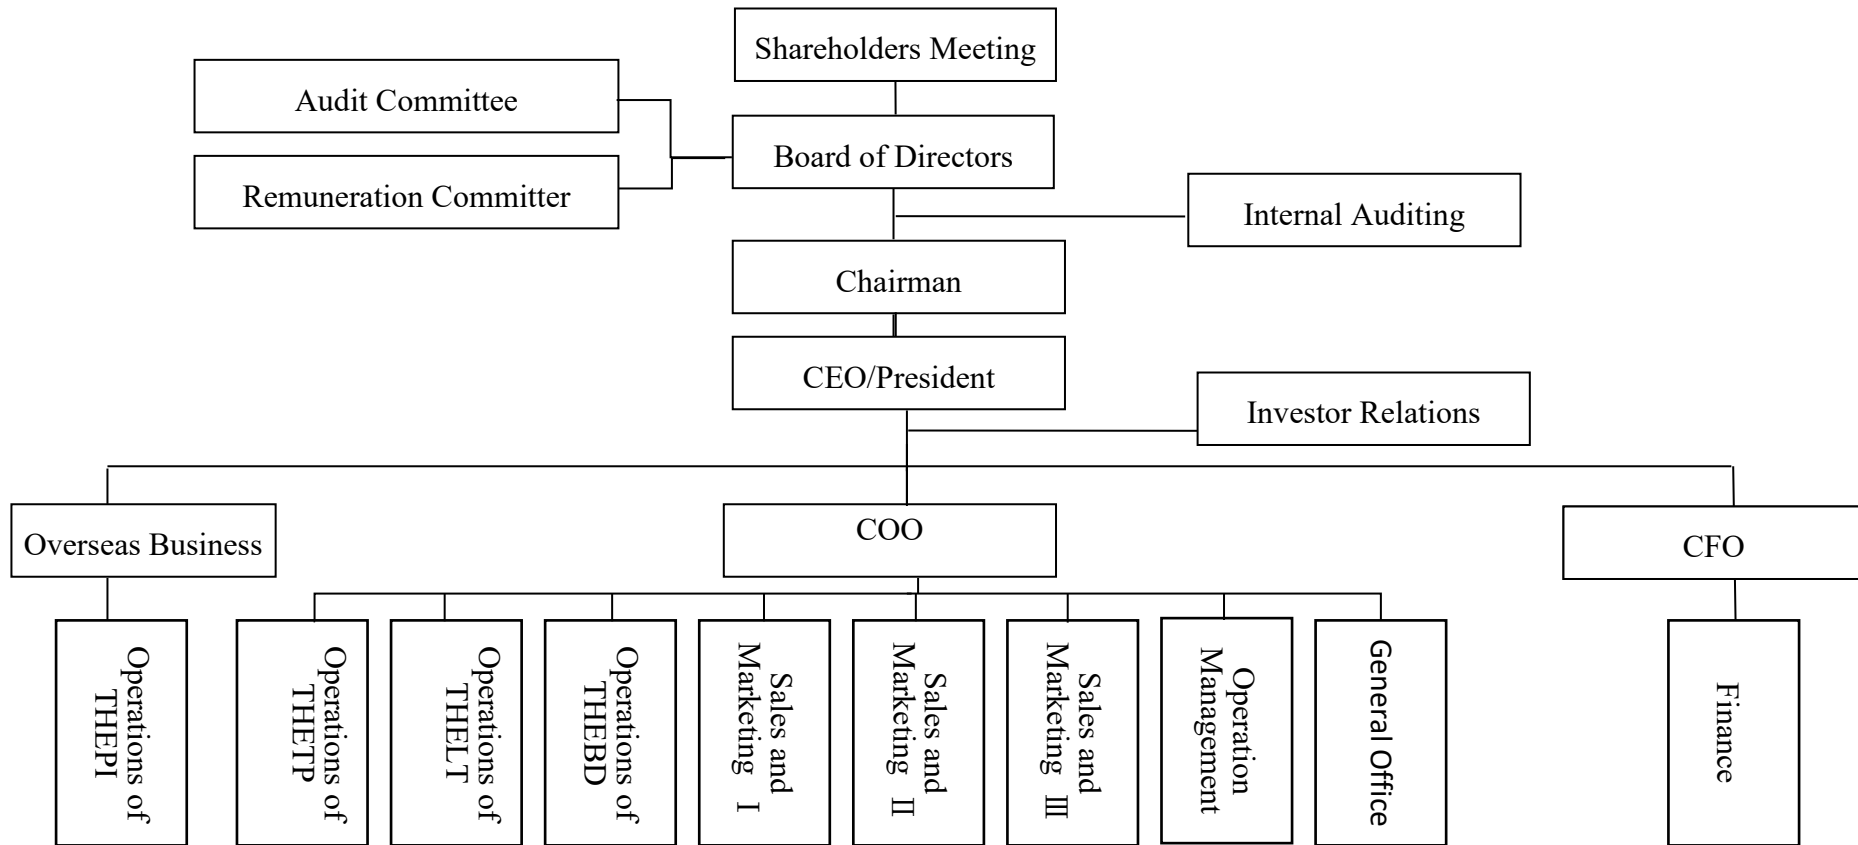 Shareholders Meeting
Audit Committee
Board of Directors
Remuneration Committer
Internal Auditing
Chairman
CEO/President
Investor Relations
Overseas Business
COO
CFO
Operations of
THEPI
Operations of
THETP
Operations of
THELT
Operations of
THEBD
Sales and
Marketing Ⅰ
Sales and
Marketing Ⅱ
Sales and
Marketing Ⅲ
Operation
Management
General Office
Finance